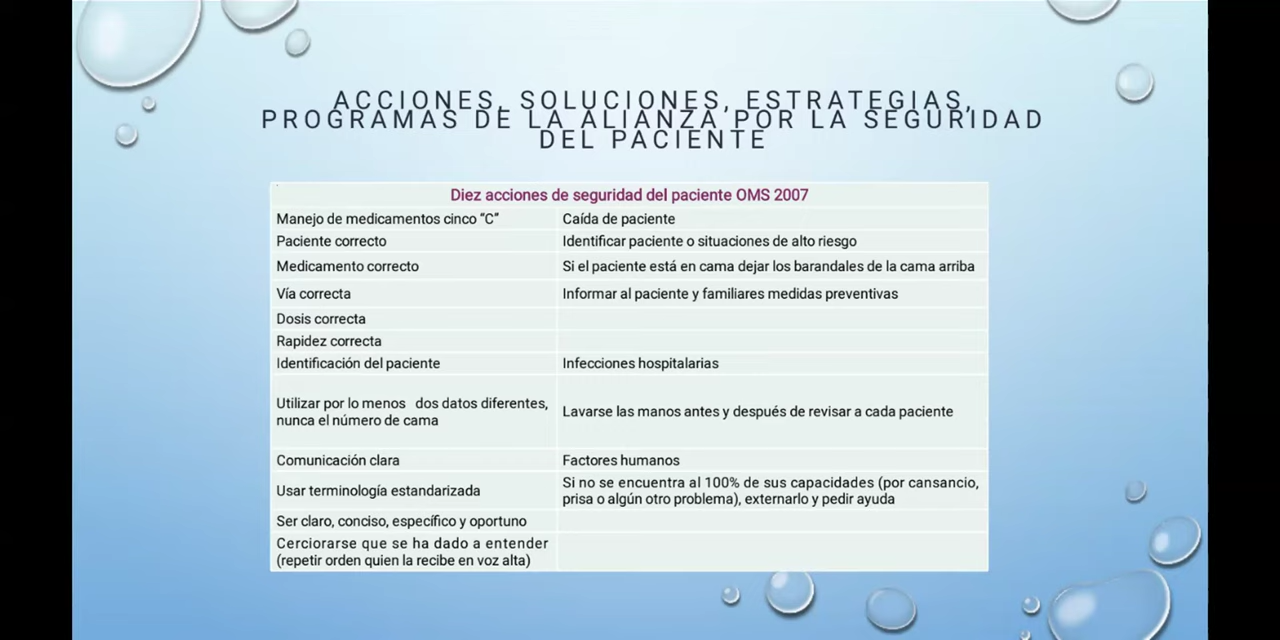 ACCIONES, SOLUCIONES, ESTRATEGIAS,
PROGRAMAS DE LA ALIANZA POR LA SEGURIDAD
DEL PACIENTE
Diez acciones de seguridad del paciente OMS 2007
Manejo de medicamentos cinco “C”
Caída de paciente
Paciente correcto
Identificar paciente o situaciones de alto riesgo
Medicamento correcto
Si el paciente está en cama dejar los barandales de la cama arriba
Vía correcta
Informar al paciente y familiares medidas preventivas
Dosis correcta
Rapidez correcta
Identificación del paciente
Infecciones hospitalarias
Utilizar por lo menos dos datos diferentes,
nunca el número de cama
Lavarse las manos antes y después de revisar a cada paciente
Comunicación clara
Factores humanos
Usar terminología estandarizada
Si no se encuentra al 100% de sus capacidades (por cansancio,
prisa o algún otro problema), externarlo y pedir ayuda
Ser claro, conciso, específico y oportuno
Cerciorarse que se ha dado a entender
(repetir orden quien la recibe en voz alta)